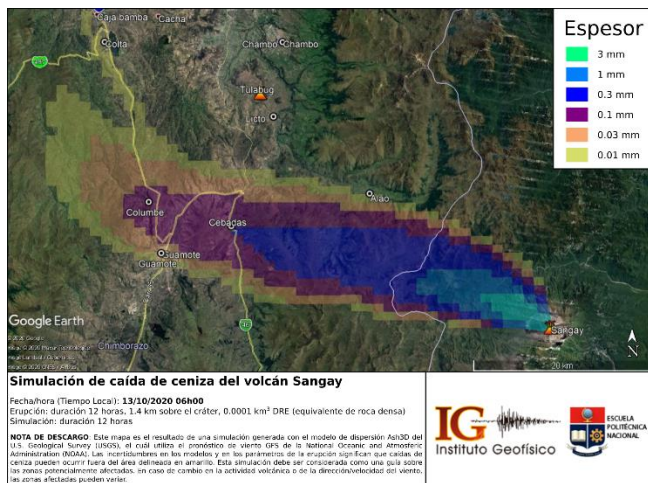 Cajabamba
Cacha
Colta
Chambo Chambo
Tulabug
Licto
Alao
Columbe
Cebadas
Guamote
Guamote
Chimborazo
Sangay
Google Earth
20 km
N
Espesor
3 mm
1 mm
0.3 mm
0.1 mm
0.03 mm
0.01 mm
Simulación de caída de ceniza del volcán Sangay
Fecha/hora (Tiempo Local): 13/10/2020 06h00
Erupción: duración 12 horas, 1.4 km sobre el cráter, 0.0001 km³ DRE (equivalente de roca densa)
Simulación: duración 12 horas
NOTA DE DESCARGO: Este mapa es el resultado de una simulación generada con el modelo de dispersión Ash3D del
U.S. Geological Survey (USGS), el cuál utiliza el pronóstico de viento GFS de la National Oceanic and Atmosferic
Administration (NOAA). Las incertidumbres en los modelos y en los parámetros de la erupción significan que caídas de
ceniza pueden ocurrir fuera del área delineada en amarillo. Esta simulación debe ser considerada como una guía sobre
las zonas potencialmente afectadas. En caso de cambio en la actividad volcánica o de la dirección/velocidad del viento,
las zonas afectadas pueden variar.
IG
Instituto Geofísico
ESCUELA
POLITÉCNICA
NACIONAL